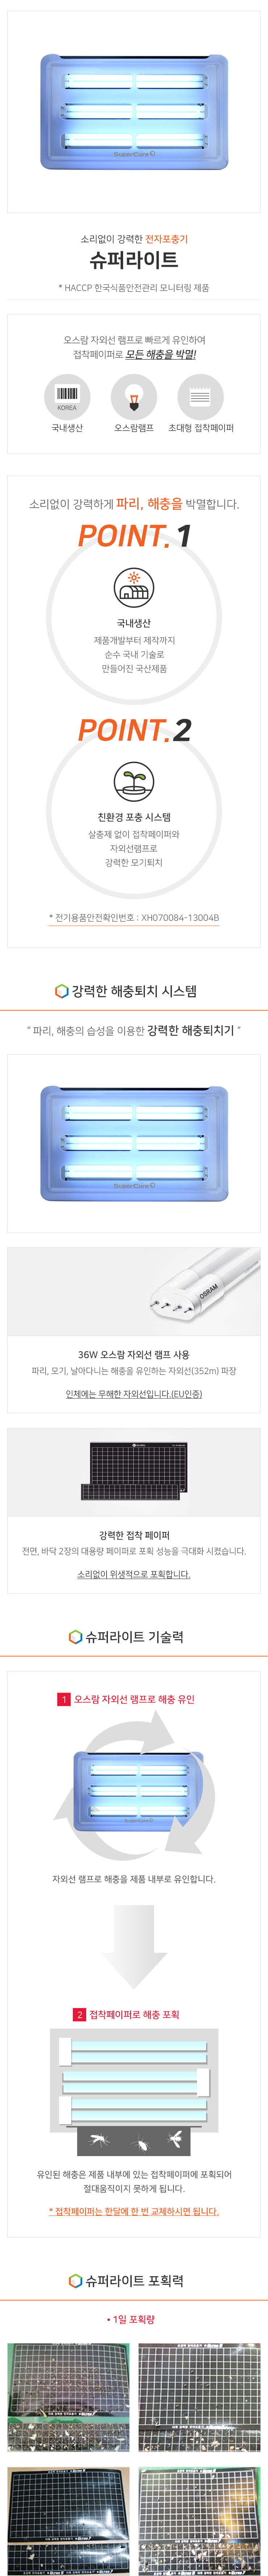 SuperCare
소리없이 강력한 전자포충기
슈퍼라이트
* HACCP 한국식품안전관리 모니터링 제품
오스람 자외선 램프로 빠르게 유인하여
접착페이퍼로 모든 해충을 박멸!
KOREA
국내생산
오스람램프
초대형 접착페이퍼
소리없이 강력하게 파리, 해충을 박멸합니다.
POINT. 1
국내생산
제품개발부터 제작까지
순수 국내 기술로
만들어진 국산제품
POINT. 2
친환경 포충 시스템
살충제 없이 접착페이퍼와
자외선램프로
강력한 모기퇴치
* 전기용품안전확인번호 : XH070084-13004B
강력한 해충퇴치 시스템
" 파리, 해충의 습성을 이용한 강력한 해충퇴치기 "
SuperCare
OSRAM
36W 오스람 자외선 램프 사용
파리, 모기, 날아다니는 해충을 유인하는 자외선(352m) 파장
인체에는 무해한 자외선입니다.(EU인증)
강력한 접착 페이퍼
전면, 바닥 2장의 대용량 페이퍼로 포획 성능을 극대화 시켰습니다.
소리없이 위생적으로 포획합니다.
슈퍼라이트 기술력
1 오스람 자외선 램프로 해충 유인
SuperCare
자외선 램프로 해충을 제품 내부로 유인합니다.
2 접착페이퍼로 해충 포획
유인된 해충은 제품 내부에 있는 접착페이퍼에 포획되어
절대움직이지 못하게 됩니다.
* 접착페이퍼는 한달에 한 번 교체하시면 됩니다.
슈퍼라이트 포획력
• 1일 포획량